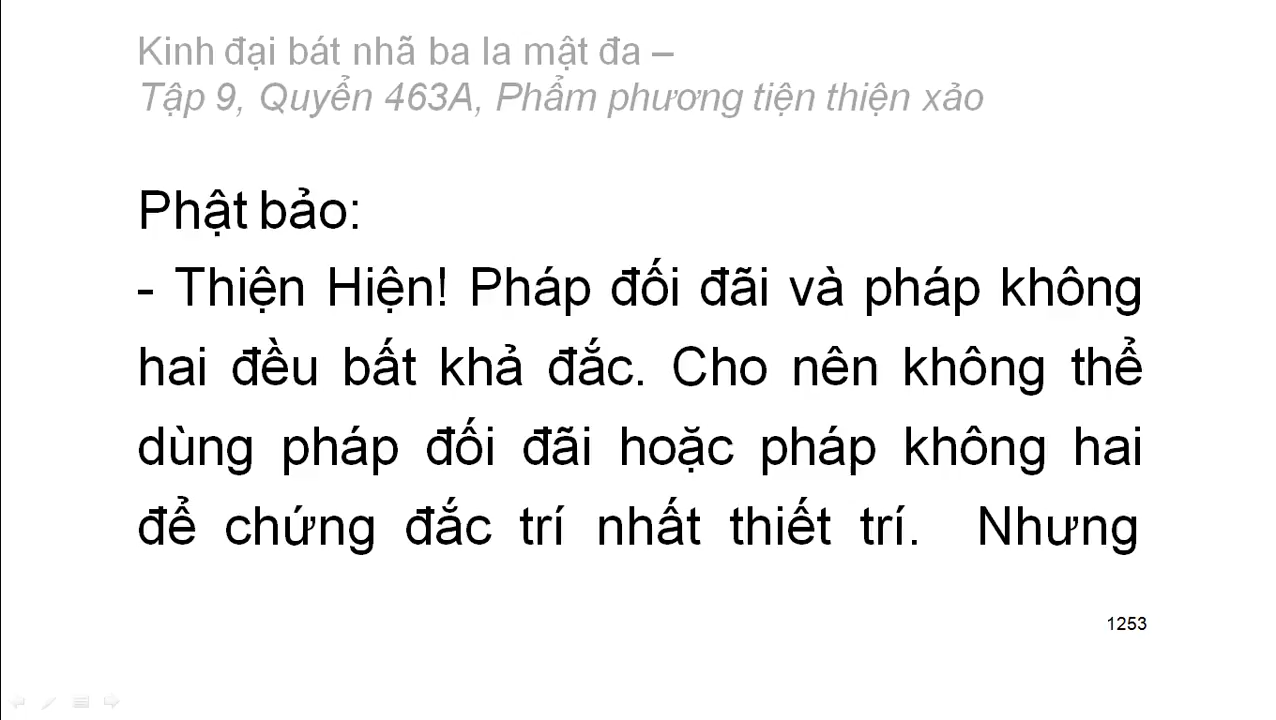 Kinh đại bát nhã ba la mật đa –
Tập 9, Quyển 463A, Phẩm phương tiện thiện xảo
Phật bảo:
- Thiện Hiện! Pháp đối đãi và pháp không
hai đều bất khả đắc. Cho nên không thể
dùng pháp đối đãi hoặc pháp không hai
để chứng đắc trí nhất thiết trí. Nhưng
1253